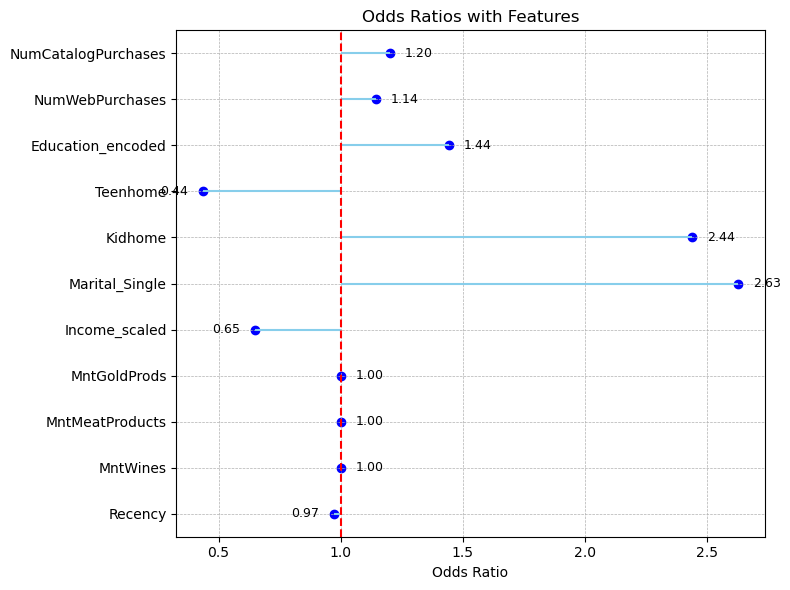 Odds Ratios with Features
NumCatalogPurchases 1.20
NumWebPurchases 1.14
Education_encoded 1.44
Teenhome 0.44
Kidhome 2.44
Marital_Single 2.63
Income_scaled 0.65
MntGoldProds 1.00
MntMeatProducts 1.00
MntWines 1.00
Recency 0.97
0.5 1.0 1.5 2.0 2.5
Odds Ratio